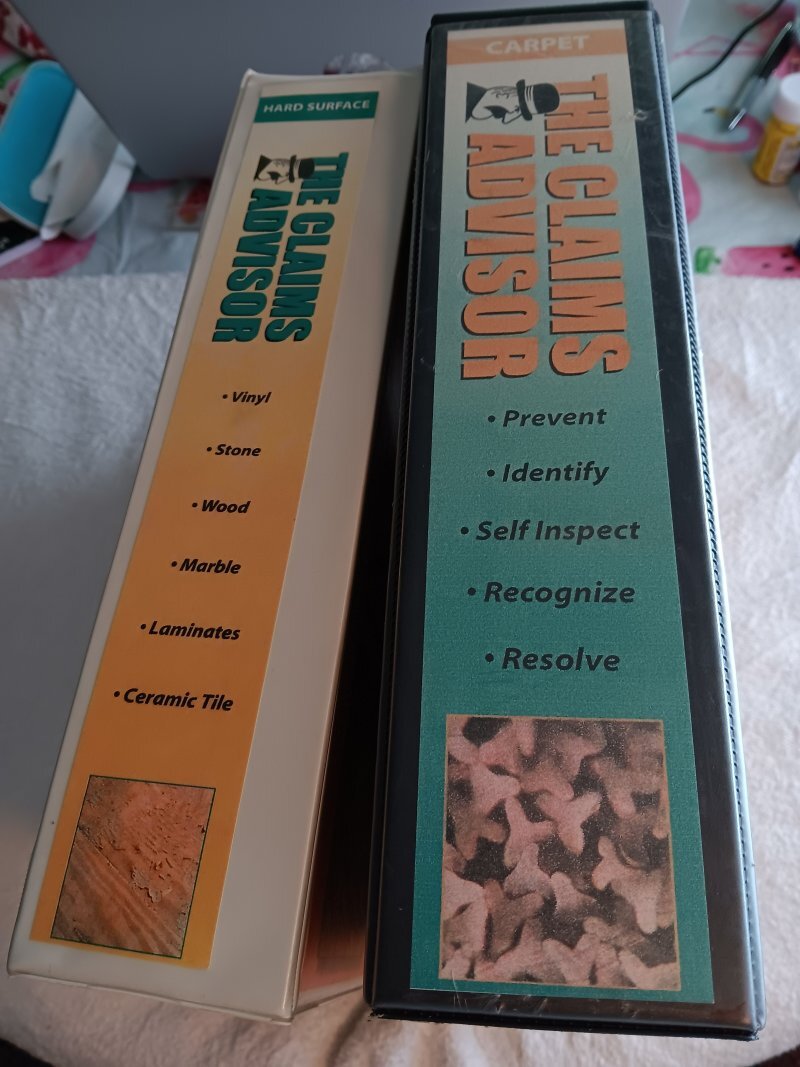 HARD SURFACE
THE CLAIMS
ADVISOR
• Vinyl
• Stone
• Wood
• Marble
• Laminates
• Ceramic Tile
CARPET
THE CLAIMS
ADVISOR
• Prevent
• Identify
• Self Inspect
• Recognize
• Resolve